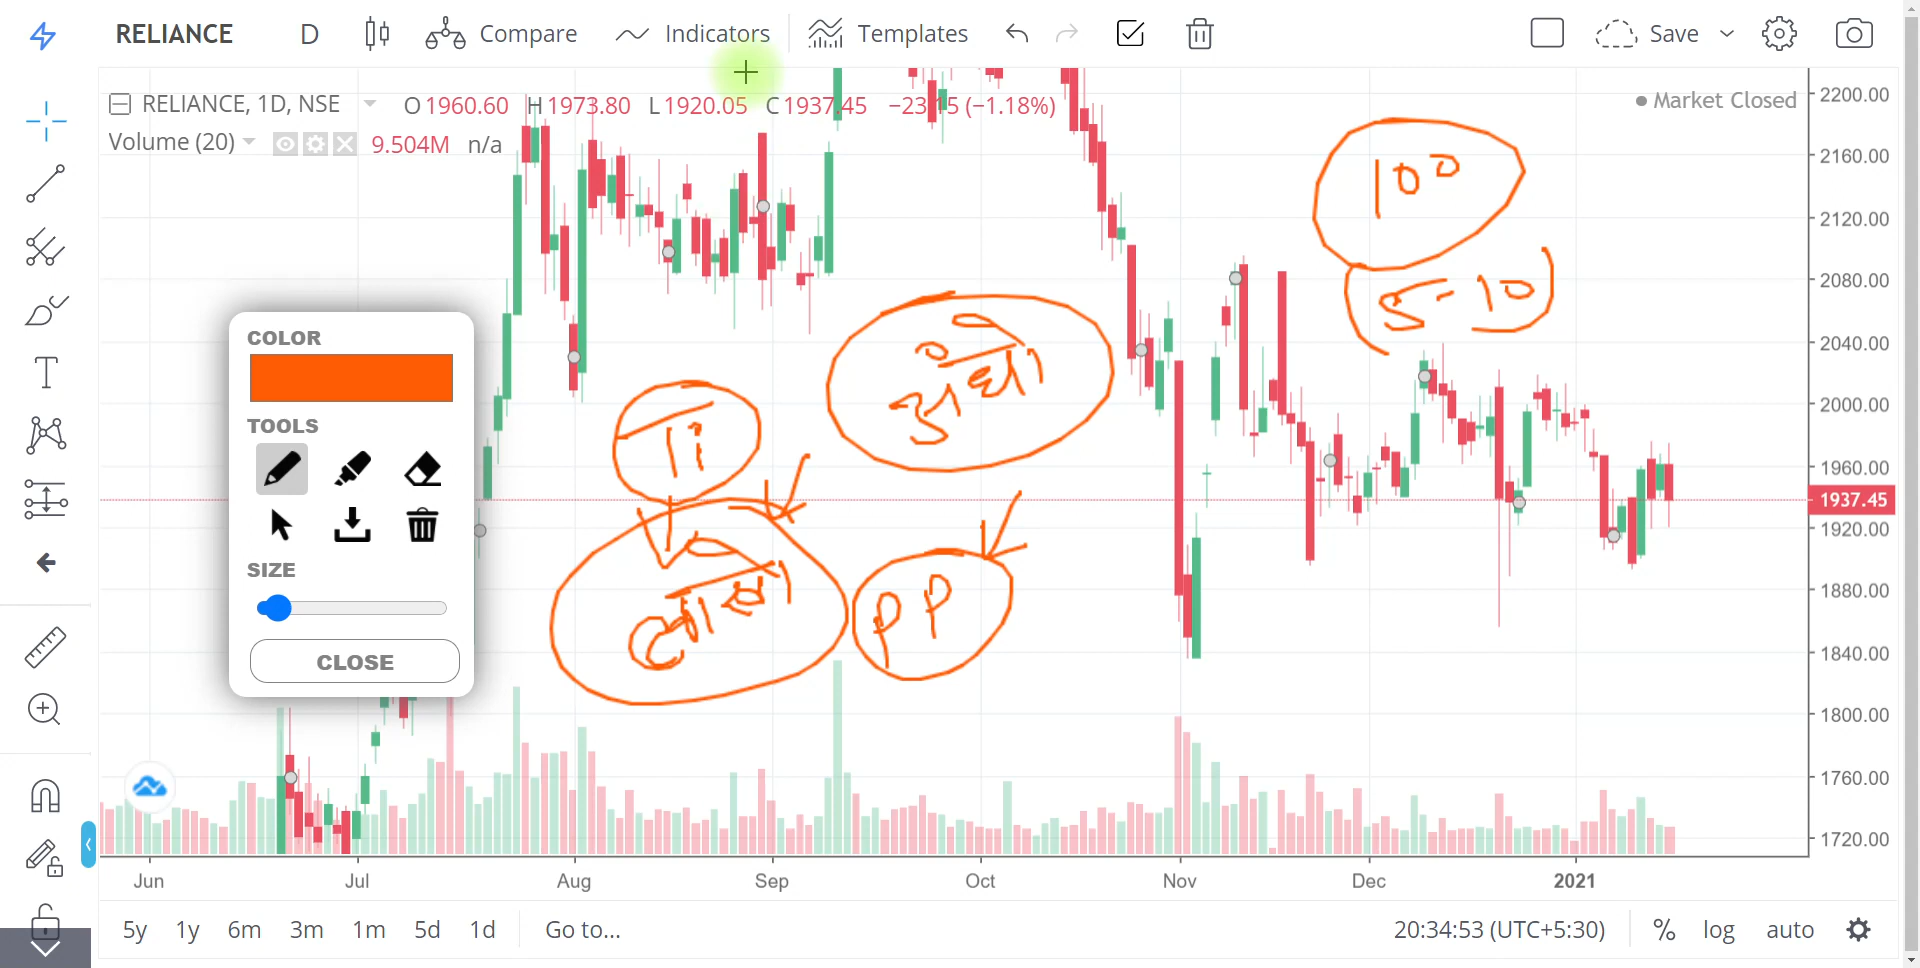 RELIANCE D Compare Indicators Templates Save
RELIANCE, 1D, NSE O1960.60 H1973.80 L1920.05 C1937.45 −23.15 (−1.18%)
Market Closed
Volume (20) 9.504M n/a
100
5-10
COLOR
TOOLS
SIZE
CLOSE
PP
2200.00
2160.00
2120.00
2080.00
2040.00
2000.00
1960.00
1937.45
1920.00
1880.00
1840.00
1800.00
1760.00
1720.00
Jun Jul Aug Sep Oct Nov Dec 2021
5y 1y 6m 3m 1m 5d 1d Go to... 20:34:53 (UTC+5:30) % log auto